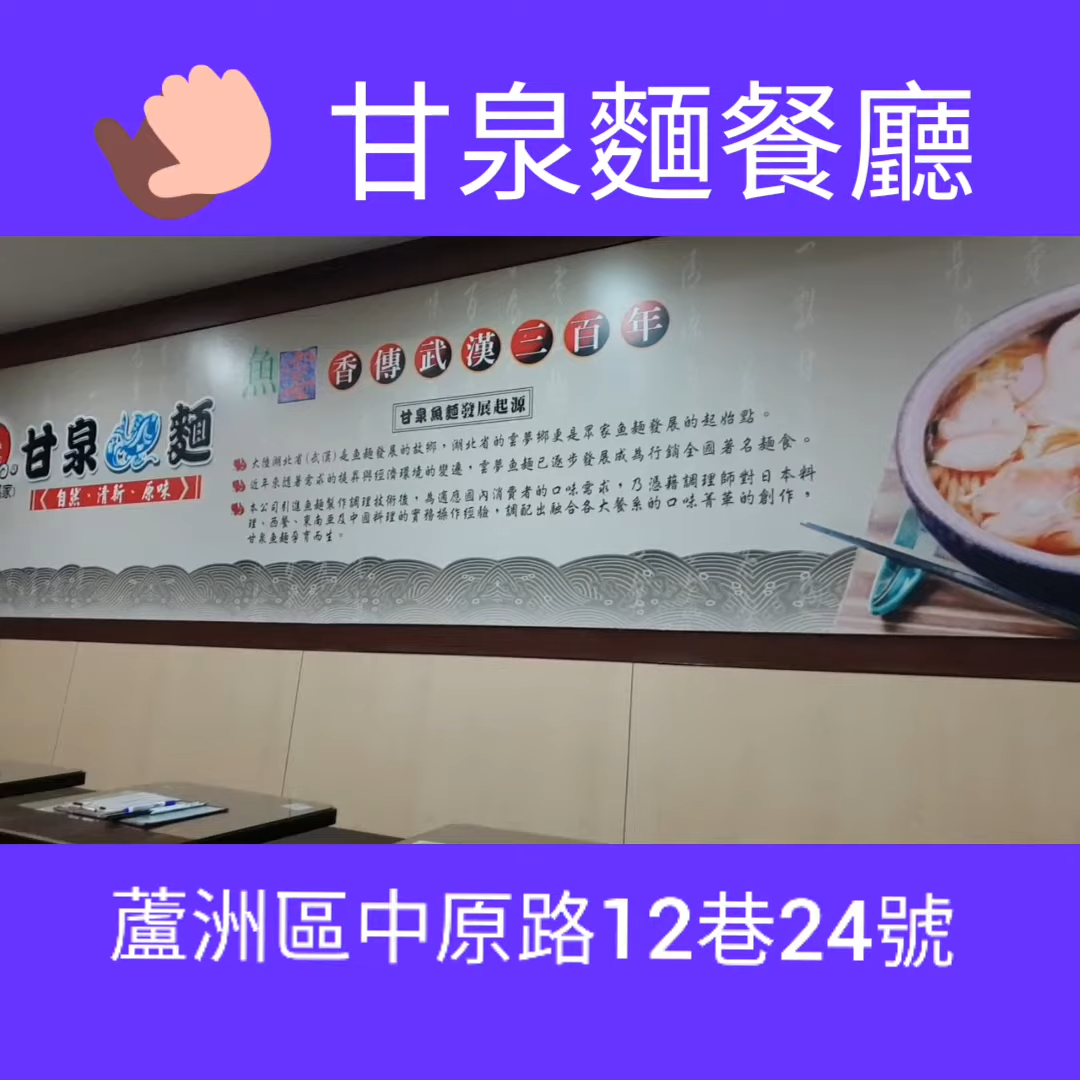 甘泉麵餐廳
魚麵香傳武漢三百年
甘泉魚麵發展起源
甘泉魚麵
《自然、清新、原味》
大陸湖北省(武漢)是魚麵發展的故鄉，湖北省的雲夢鄉更是眾家魚麵發展的起始點。
近年來隨著需求的提昇與經濟環境的變遷，雲夢魚麵已逐步發展成為行銷全國著名麵食。
本公司引進魚麵製作調理技術後，為適應國內消費者的口味需求，乃憑藉調理師對日本料
理、西餐、東南亞及中國料理的實務操作經驗，調配出融合各大餐系的口味菁華的創作，
甘泉魚麵孕育而生。
蘆洲區中原路12巷24號